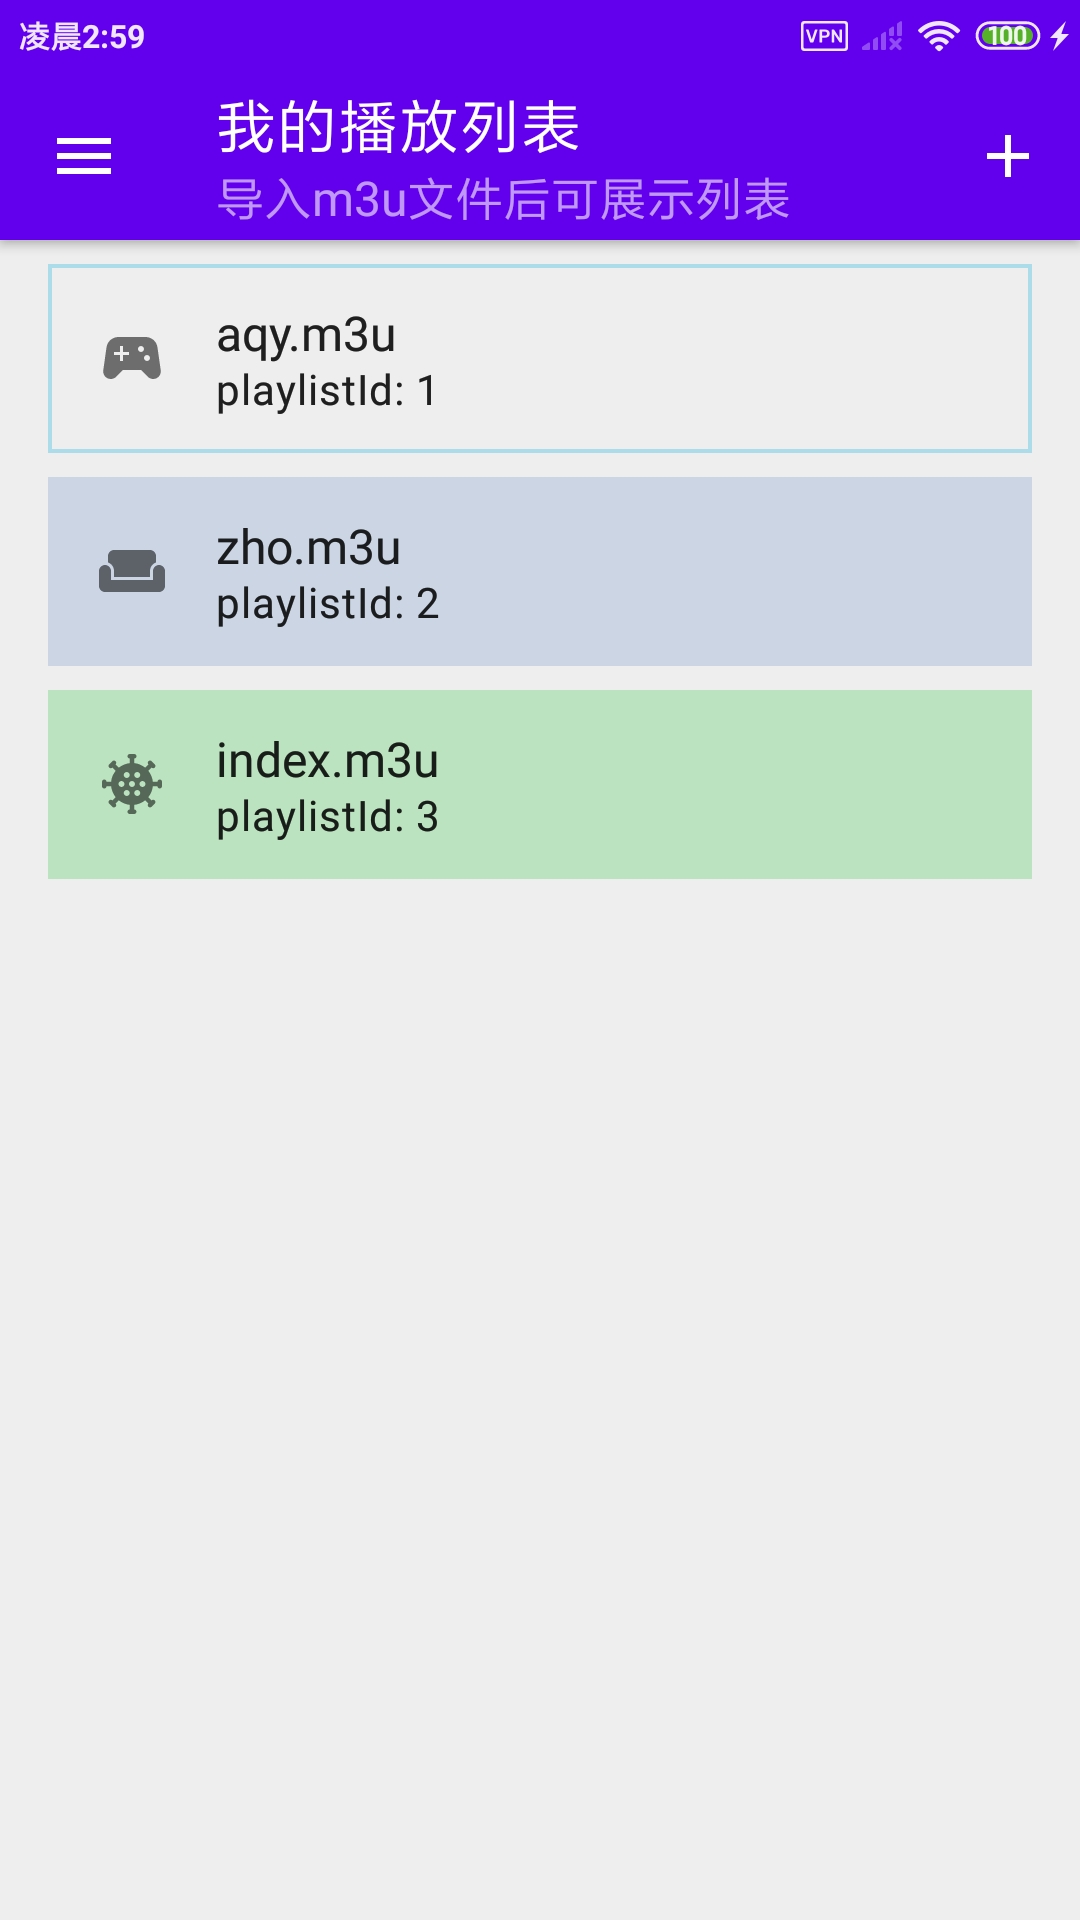 凌晨2:59
VPN
100
我的播放列表
导入m3u文件后可展示列表
aqy.m3u
playlistId: 1
zho.m3u
playlistId: 2
index.m3u
playlistId: 3